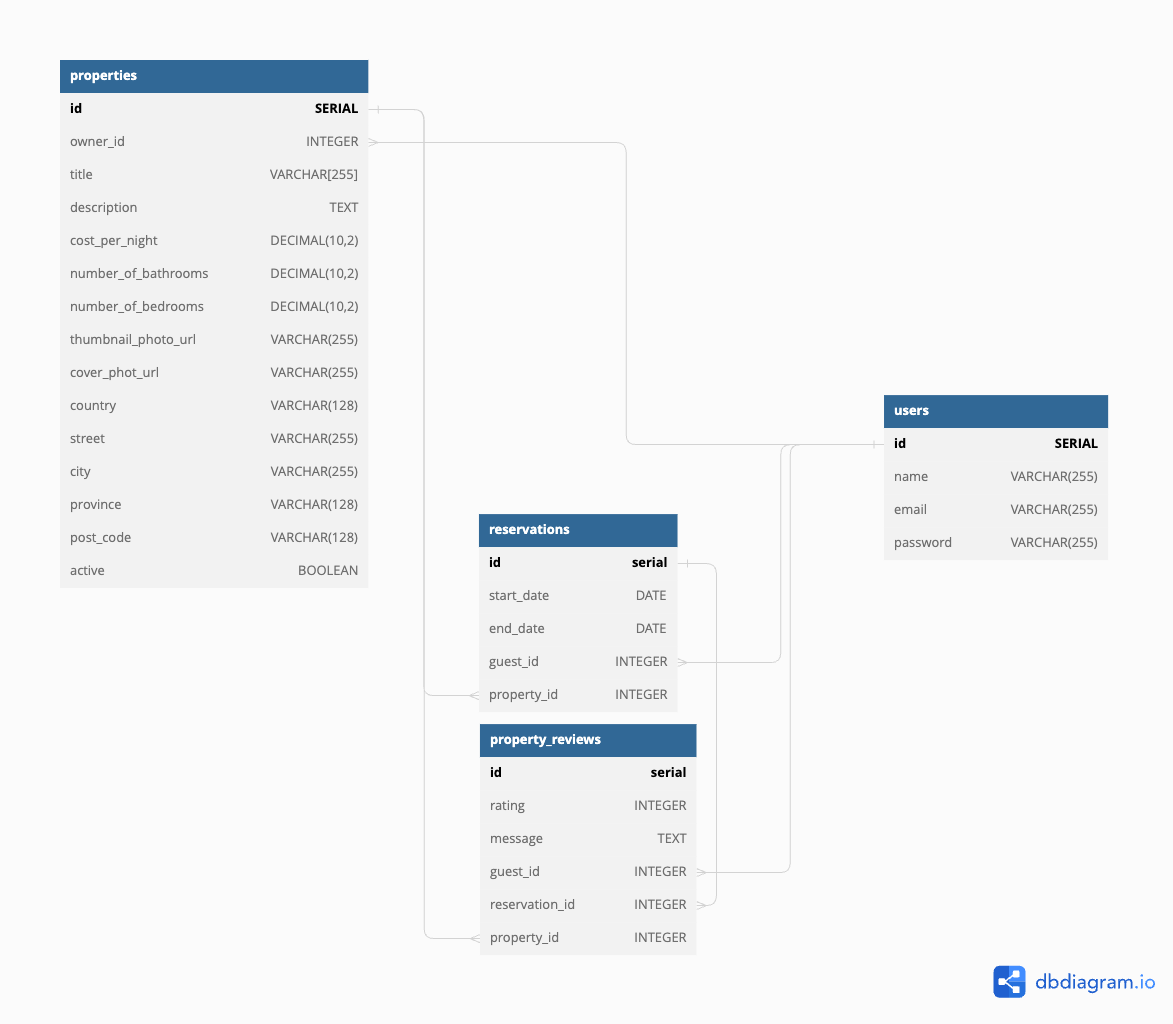 properties
id SERIAL
owner_id INTEGER
title VARCHAR[255]
description TEXT
cost_per_night DECIMAL(10,2)
number_of_bathrooms DECIMAL(10,2)
number_of_bedrooms DECIMAL(10,2)
thumbnail_photo_url VARCHAR(255)
cover_phot_url VARCHAR(255)
country VARCHAR(128)
street VARCHAR(255)
city VARCHAR(255)
province VARCHAR(128)
post_code VARCHAR(128)
active BOOLEAN
users
id SERIAL
name VARCHAR(255)
email VARCHAR(255)
password VARCHAR(255)
reservations
id serial
start_date DATE
end_date DATE
guest_id INTEGER
property_id INTEGER
property_reviews
id serial
rating INTEGER
message TEXT
guest_id INTEGER
reservation_id INTEGER
property_id INTEGER
dbdiagram.io